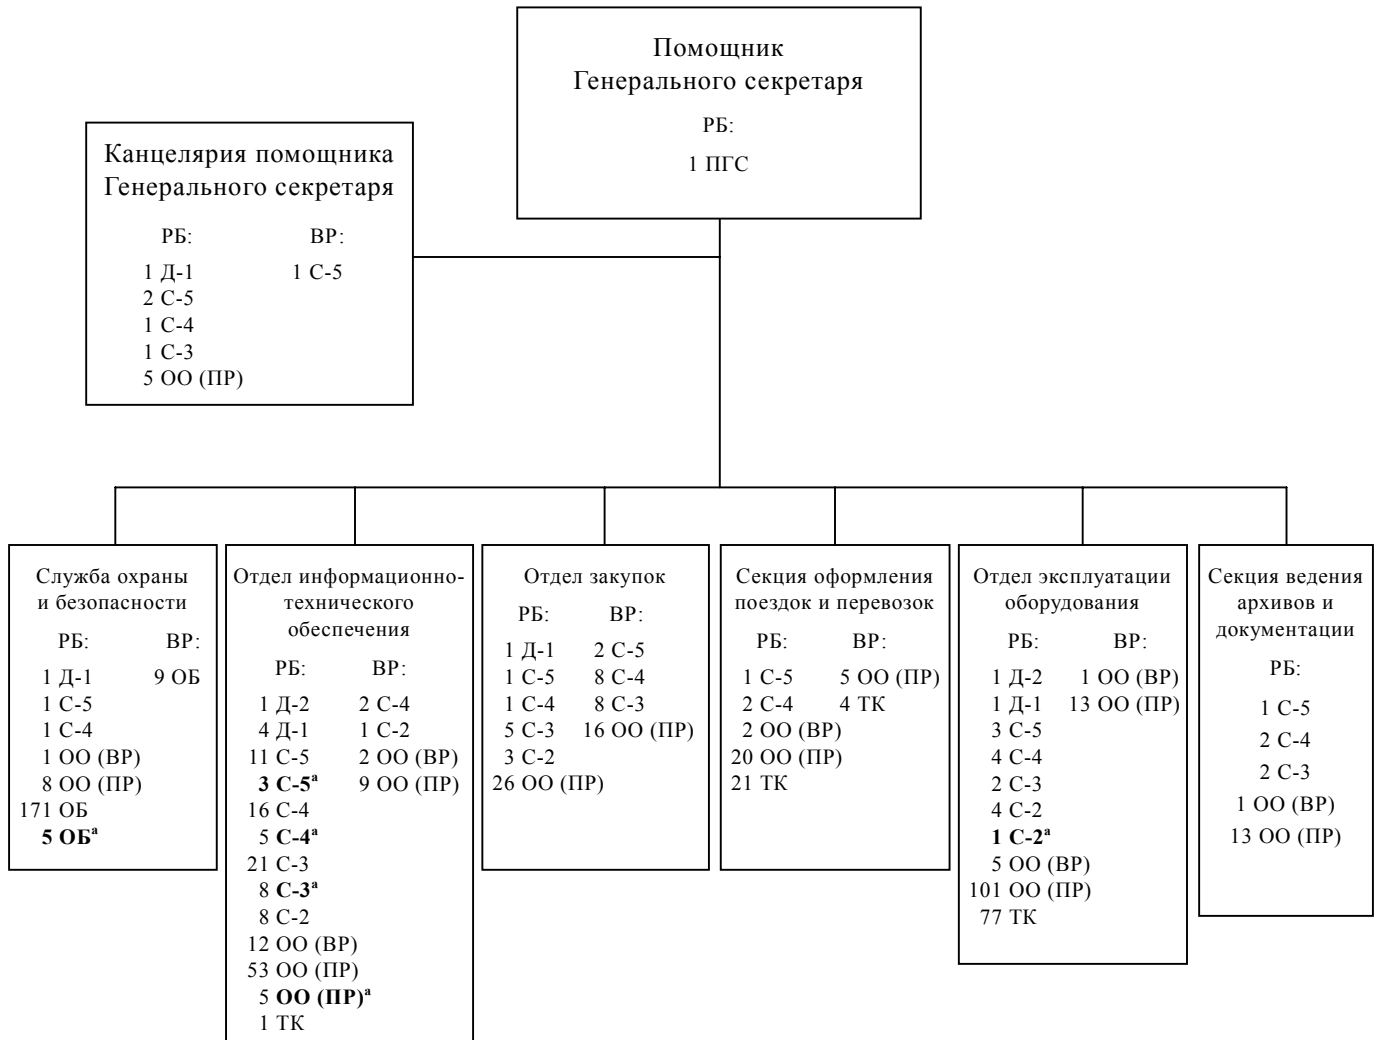 Помощник
Генерального секретаря
РБ:
1 ПГС
Канцелярия помощника
Генерального секретаря
РБ: ВР:
1 Д-1 1 С-5
2 С-5
1 С-4
1 С-3
5 ОО (ПР)
Служба охраны
и безопасности
РБ: ВР:
1 Д-1 9 ОБ
1 С-5
1 С-4
1 ОО (ВР)
8 ОО (ПР)
171 ОБ
5 ОБª
Отдел информационно-
технического
обеспечения
РБ: ВР:
1 Д-2 2 С-4
4 Д-1 1 С-2
11 С-5 2 ОО (ВР)
3 С-5ª 9 ОО (ПР)
16 С-4
5 С-4ª
21 С-3
8 С-3ª
8 С-2
12 ОО (ВР)
53 ОО (ПР)
5 ОО (ПР)ª
1 ТК
Отдел закупок
РБ: ВР:
1 Д-1 2 С-5
1 С-5 8 С-4
1 С-4 8 С-3
5 С-3 16 ОО (ПР)
3 С-2
26 ОО (ПР)
Секция оформления
поездок и перевозок
РБ: ВР:
1 С-5 5 ОО (ПР)
2 С-4 4 ТК
2 ОО (ВР)
20 ОО (ПР)
21 ТК
Отдел эксплуатации
оборудования
РБ: ВР:
1 Д-2 1 ОО (ВР)
1 Д-1 13 ОО (ПР)
3 С-5
4 С-4
2 С-3
4 С-2
1 С-2ª
5 ОО (ВР)
101 ОО (ПР)
77 ТК
Секция ведения
архивов и
документации
РБ:
1 С-5
2 С-4
2 С-3
1 ОО (ВР)
13 ОО (ПР)